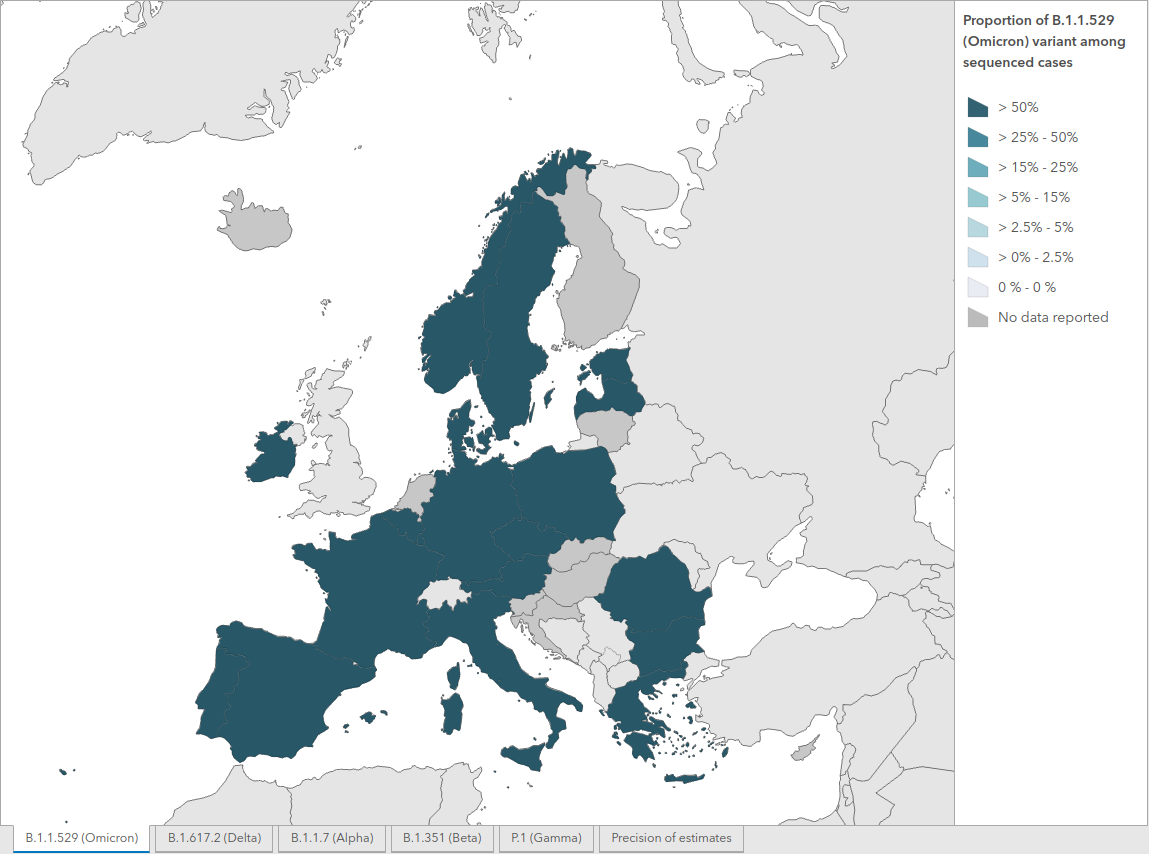 Proportion of B.1.1.529
(Omicron) variant among
sequenced cases
> 50%
> 25% - 50%
> 15% - 25%
> 5% - 15%
> 2.5% - 5%
> 0% - 2.5%
0 % - 0 %
No data reported
B.1.1.529 (Omicron) B.1.617.2 (Delta) B.1.1.7 (Alpha) B.1.351 (Beta) P.1 (Gamma) Precision of estimates